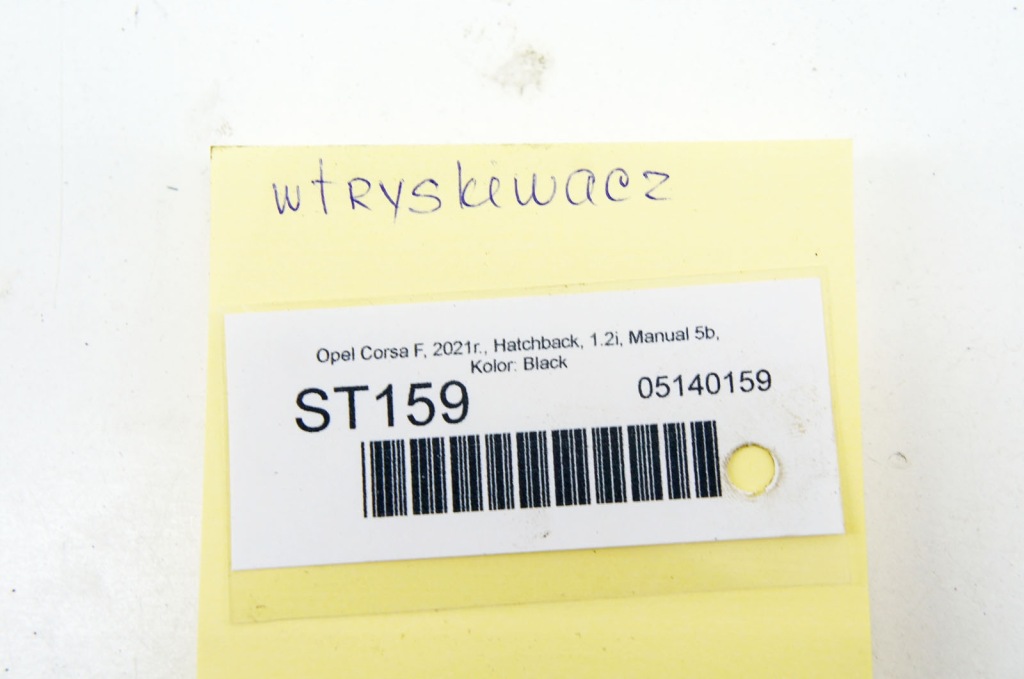 wtryskiwacz
Opel Corsa F, 2021r., Hatchback, 1.2i, Manual 5b,
Kolor: Black
ST159 05140159